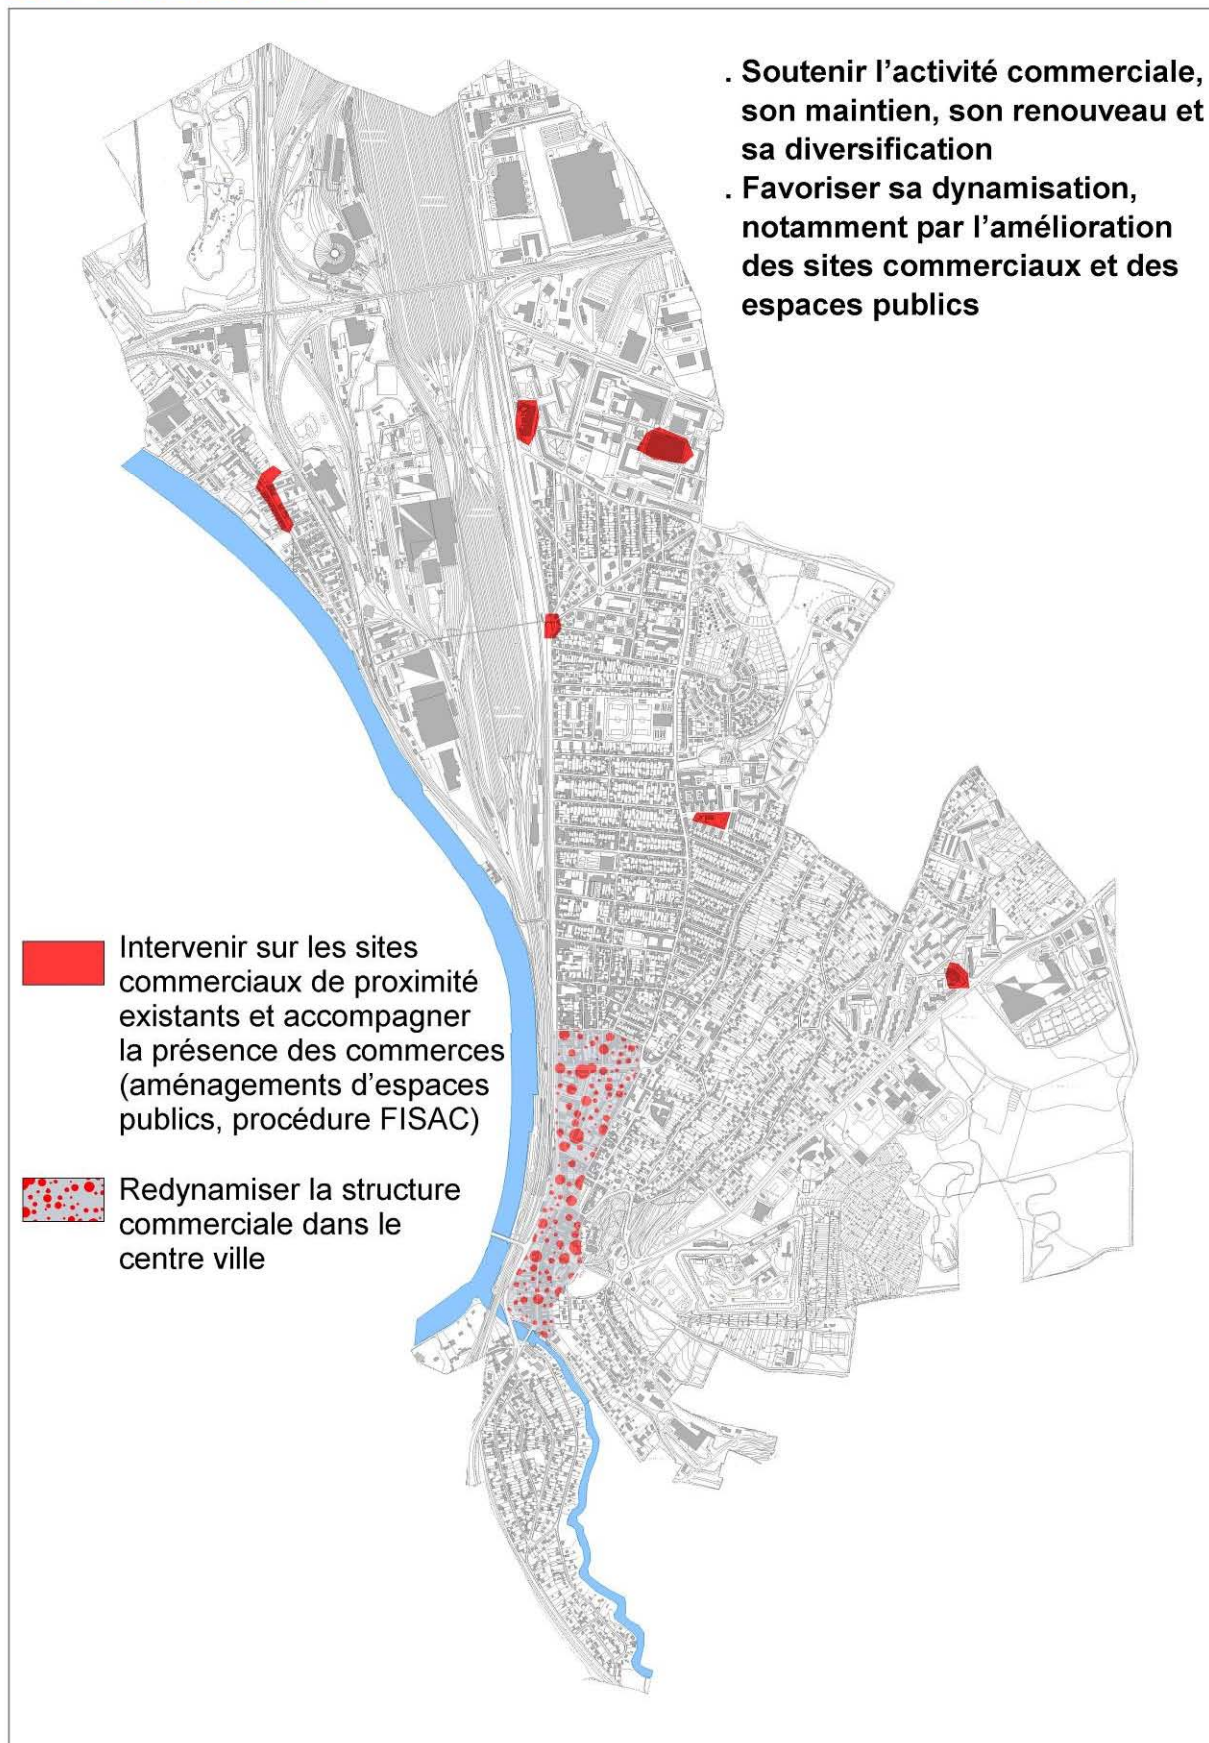 . Soutenir l'activité commerciale,
son maintien, son renouveau et
sa diversification
. Favoriser sa dynamisation,
notamment par l'amélioration
des sites commerciaux et des
espaces publics
Intervenir sur les sites
commerciaux de proximité
existants et accompagner
la présence des commerces
(aménagements d'espaces
publics, procédure FISAC)
Redynamiser la structure
commerciale dans le
centre ville